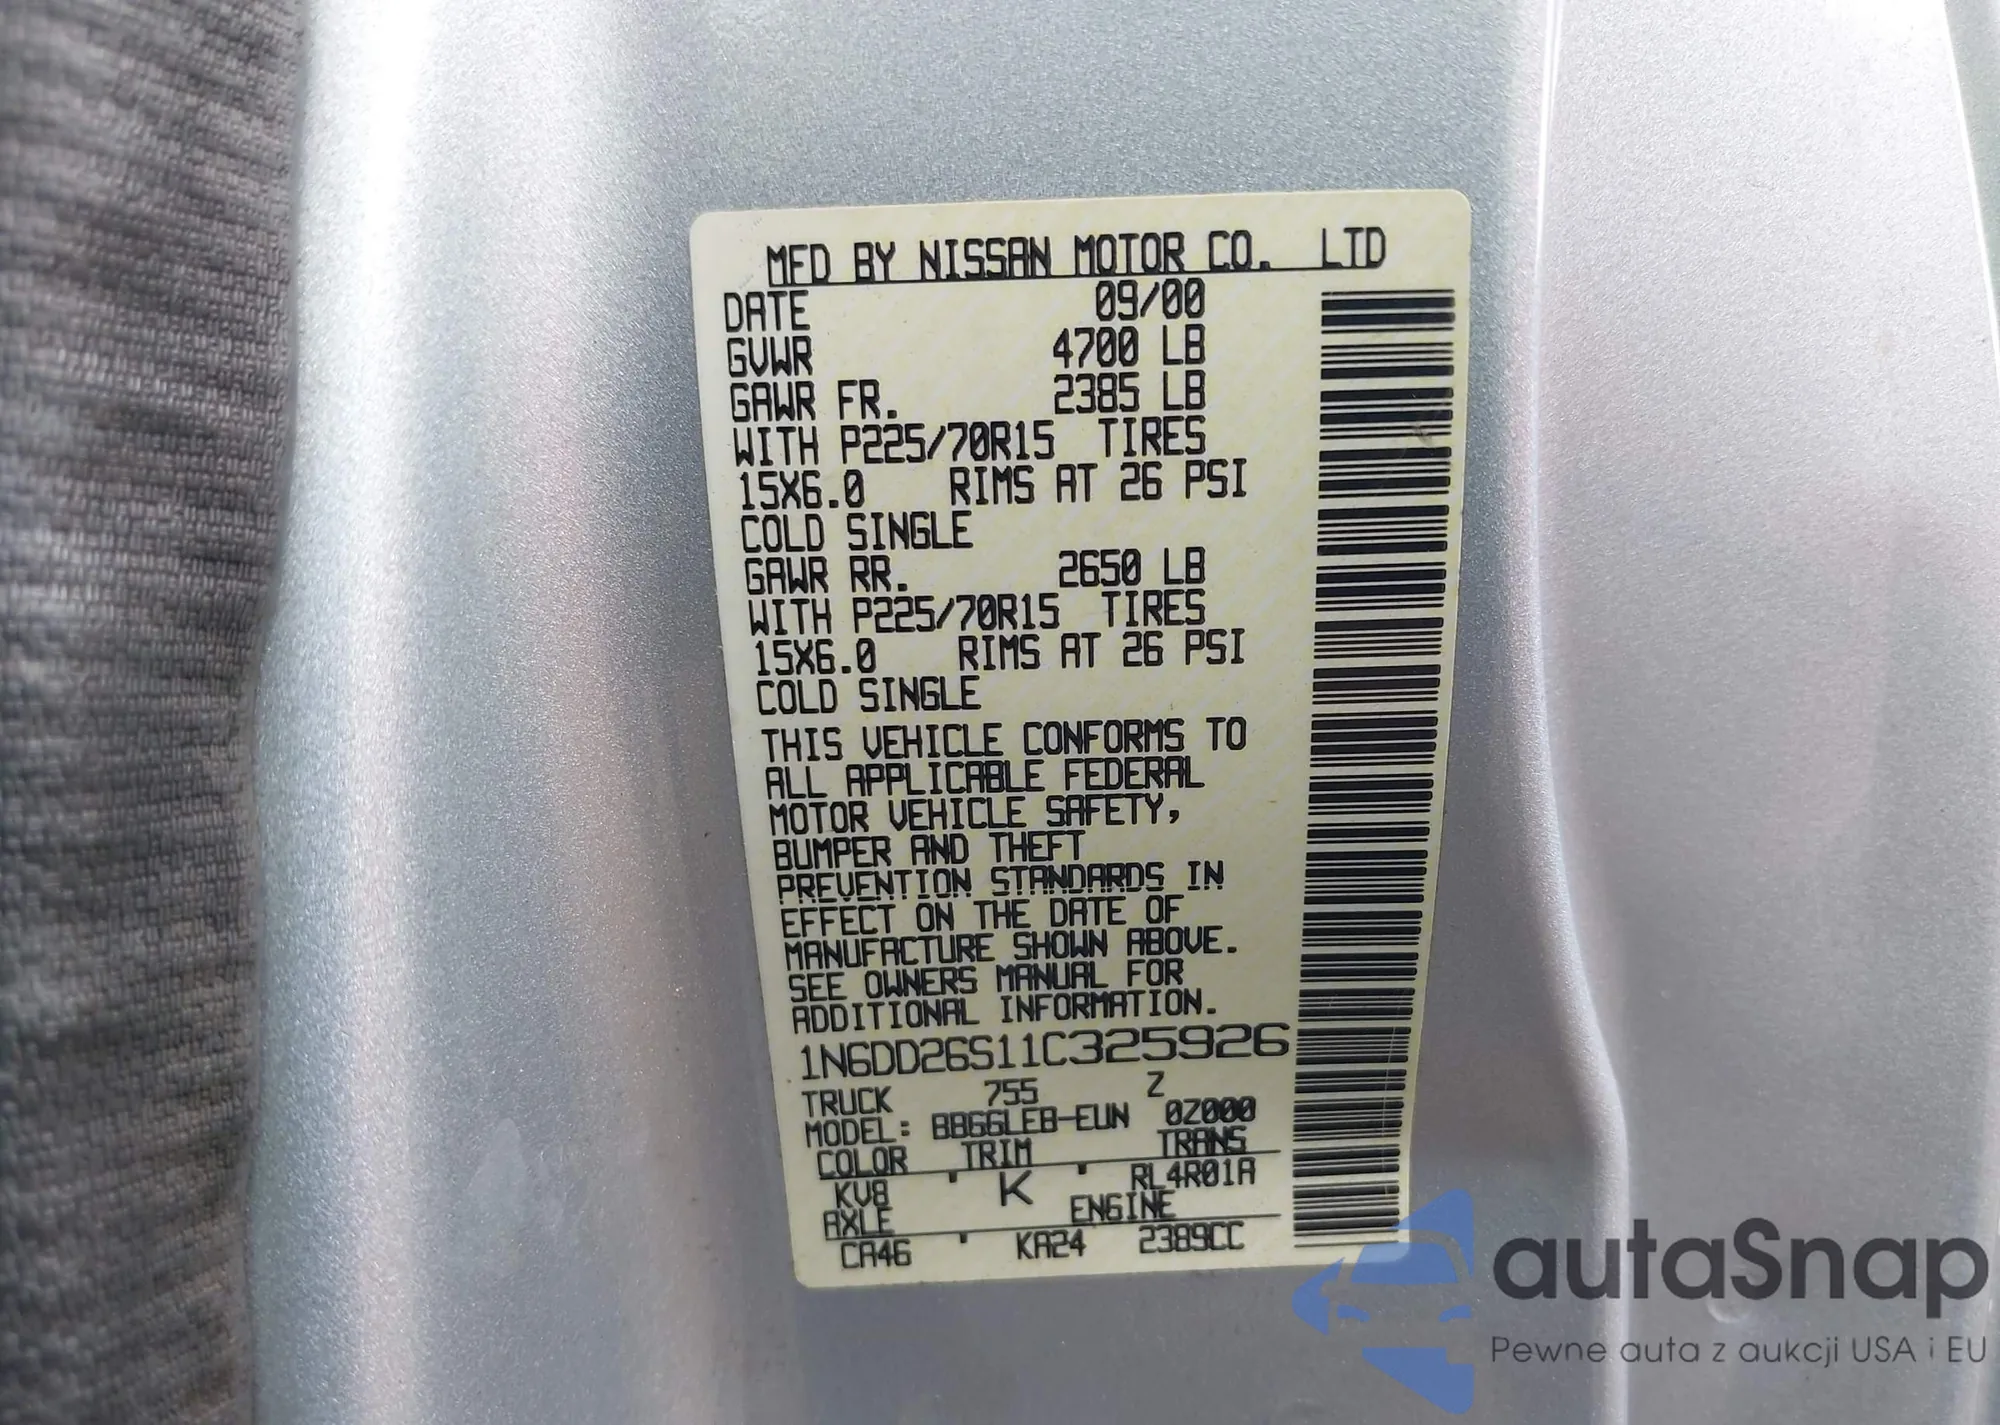 MFD BY NISSAN MOTOR CO. LTD
DATE 09/00
GVWR 4700 LB
GAWR FR. 2385 LB
WITH P225/70R15 TIRES
15X6.0 RIMS AT 26 PSI
COLD SINGLE
GAWR RR. 2650 LB
WITH P225/70R15 TIRES
15X6.0 RIMS AT 26 PSI
COLD SINGLE
THIS VEHICLE CONFORMS TO
ALL APPLICABLE FEDERAL
MOTOR VEHICLE SAFETY,
BUMPER AND THEFT
PREVENTION STANDARDS IN
EFFECT ON THE DATE OF
MANUFACTURE SHOWN ABOVE.
SEE OWNERS MANUAL FOR
ADDITIONAL INFORMATION.
1N6DD26S11C325926
TRUCK 755 Z
MODEL: BBGGLEB-EUN 0Z000
COLOR TRIM TRANS
KV8 K RL4R01A
AXLE ENGINE
CA46 KA24 2389CC
autaSnap
Pewne auta z aukcji USA i EU